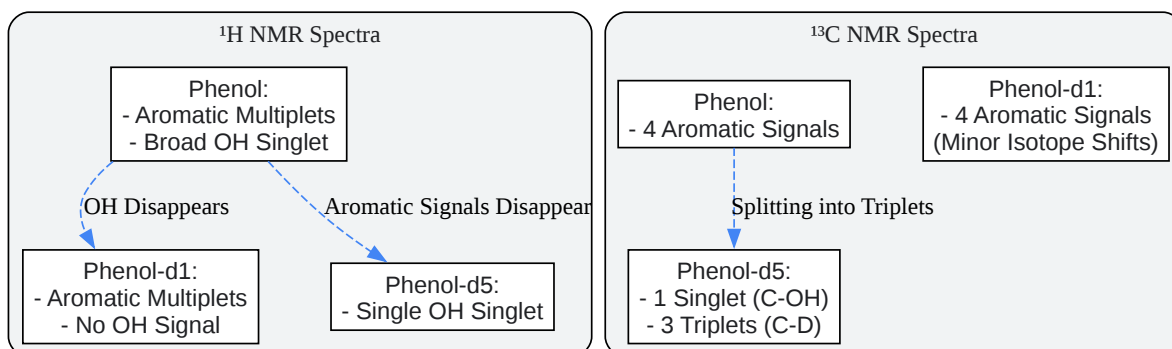 ¹H NMR Spectra
Phenol:
- Aromatic Multiplets
- Broad OH Singlet
OH Disappears
Aromatic Signals Disappear
Phenol-d1:
- Aromatic Multiplets
- No OH Signal
Phenol-d5:
- Single OH Singlet
¹³C NMR Spectra
Phenol:
- 4 Aromatic Signals
Phenol-d1:
- 4 Aromatic Signals
(Minor Isotope Shifts)
Splitting into Triplets
Phenol-d5:
- 1 Singlet (C-OH)
- 3 Triplets (C-D)